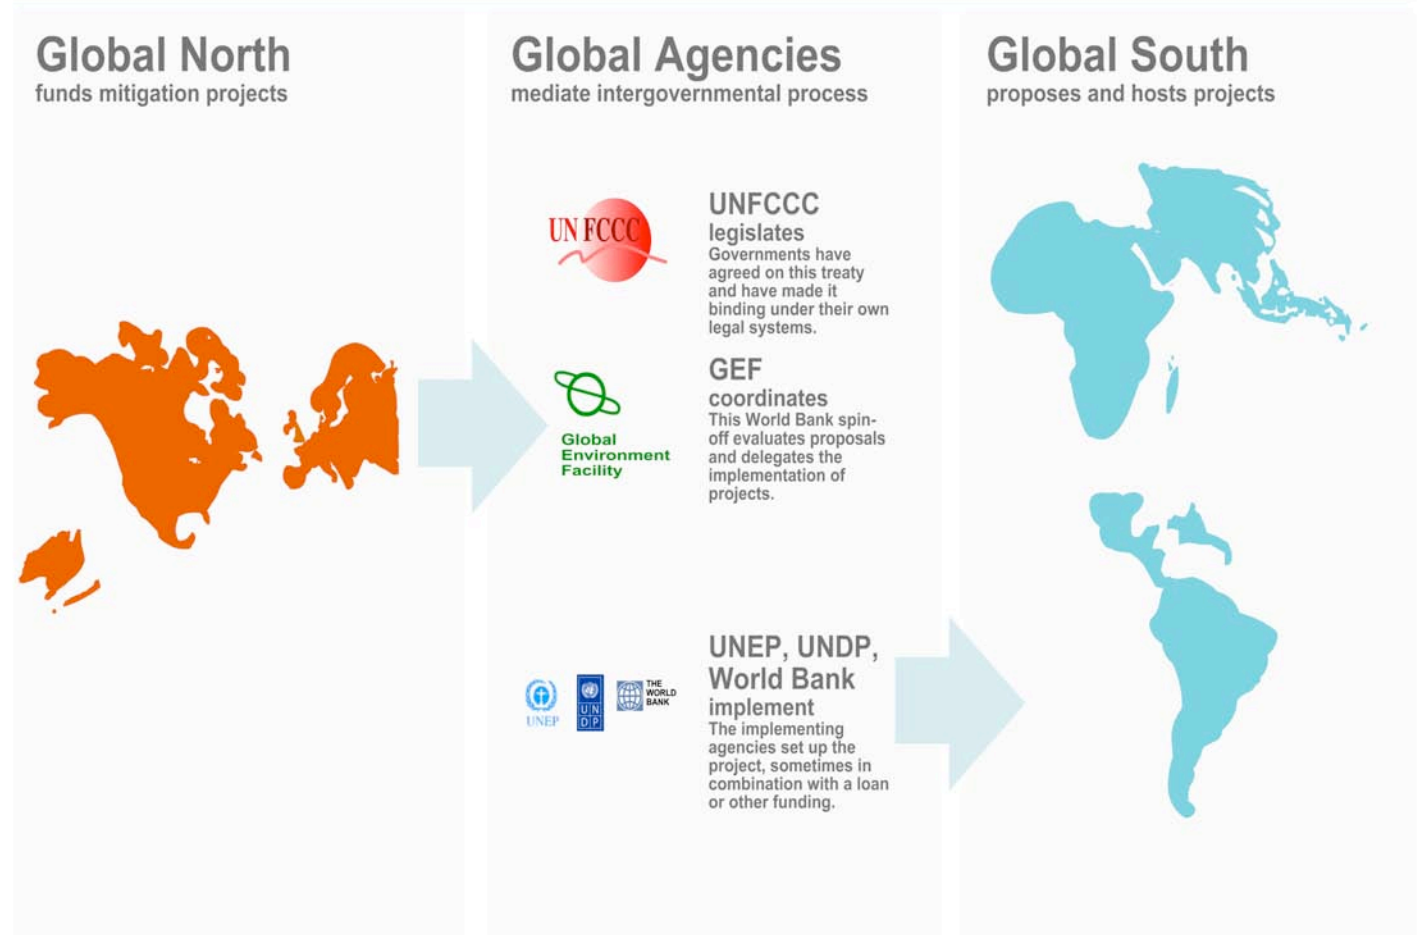 Global North
funds mitigation projects
Global Agencies
mediate intergovernmental process
UN FCCC
UNFCCC
legislates
Governments have
agreed on this treaty
and have made it
binding under their own
legal systems.
Global
Environment
Facility
GEF
coordinates
This World Bank spin-
off evaluates proposals
and delegates the
implementation of
projects.
UNEP
UN
DP
THE
WORLD
BANK
UNEP, UNDP,
World Bank
implement
The implementing
agencies set up the
project, sometimes in
combination with a loan
or other funding.
Global South
proposes and hosts projects